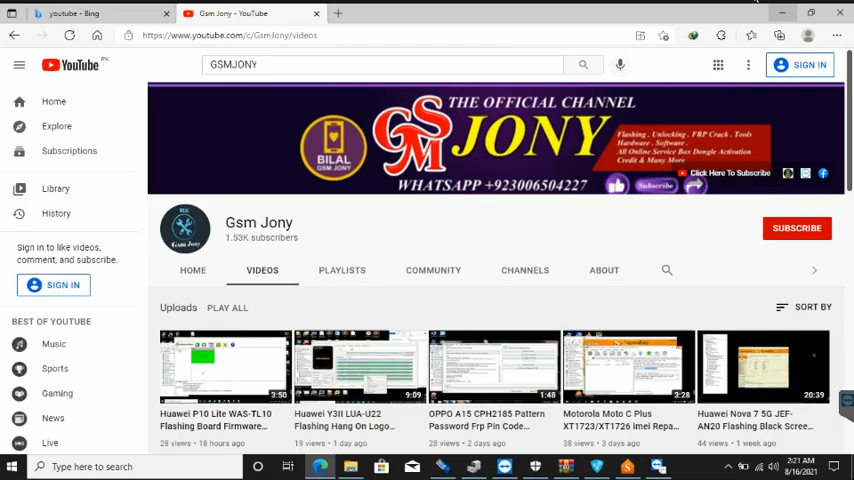 youtube - Bing
Gsm Jony - YouTube
https://www.youtube.com/c/GsmJony/videos
YouTube PK
GSMJONY
SIGN IN
Home
Explore
Subscriptions
Library
History
Sign in to like videos,
comment, and subscribe.
SIGN IN
BEST OF YOUTUBE
Music
Sports
Gaming
News
Live
THE OFFICIAL CHANNEL
GSM JONY
BILAL
GSM JONY
Flashing . Unlocking . FRP Crack . Tools
Hardware . Software .
All Online Service Box Dongle Activation
Credit & Many More
WHATSAPP +923006504227
Subscribe
Click Here To Subscribe
Gsm Jony
Gsm Jony
1.53K subscribers
SUBSCRIBE
HOME
VIDEOS
PLAYLISTS
COMMUNITY
CHANNELS
ABOUT
Uploads
PLAY ALL
SORT BY
3:50
Huawei P10 Lite WAS-TL10
Flashing Board Firmware...
28 views • 18 hours ago
9:09
Huawei Y3II LUA-U22
Flashing Hang On Logo...
19 views • 1 day ago
1:48
OPPO A15 CPH2185 Pattern
Password Frp Pin Code...
28 views • 2 days ago
3:28
Motorola Moto C Plus
XT1723/XT1726 imei Repa...
38 views • 3 days ago
20:39
Huawei Nova 7 5G JEF-
AN20 Flashing Black Scree...
44 views • 1 week ago
Type here to search
2:21 AM
8/16/2021